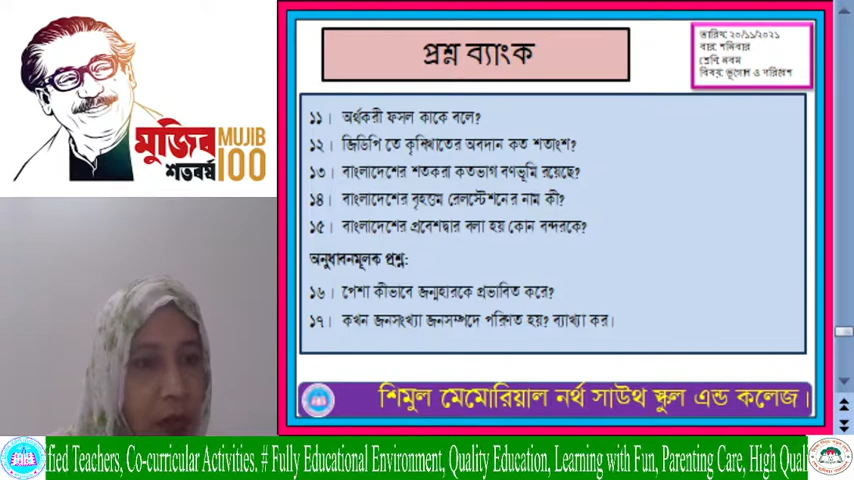 প্রশ্ন ব্যাংক
তারিখ: ২০/১১/২০২১
বার: শনিবার
শ্রেণি: নবম
বিষয়: ভূগোল ও পরিবেশ
১১। অর্থকরী ফসল কাকে বলে?
১২। জিডিপি তে কৃষিখাতের অবদান কত শতাংশ?
১৩। বাংলাদেশের শতকরা কতভাগ বণভূমি রয়েছে?
১৪। বাংলাদেশের বৃহত্তম রেলস্টেশনের নাম কী?
১৫। বাংলাদেশের প্রবেশদ্বার বলা হয় কোন বন্দরকে?
অনুধাবনমূলক প্রশ্ন:
১৬। পেশা কীভাবে জন্মহারকে প্রভাবিত করে?
১৭। কখন জনসংখ্যা জনসম্পদে পরিণত হয়? ব্যাখ্যা কর।
মুজিব MUJIB
শতবর্ষ 100
শিমুল মেমোরিয়াল নর্থ সাউথ স্কুল এন্ড কলেজ।
fied Teachers, Co-curricular Activities. # Fully Educational Environment, Quality Education, Learning with Fun, Parenting Care, High Qual